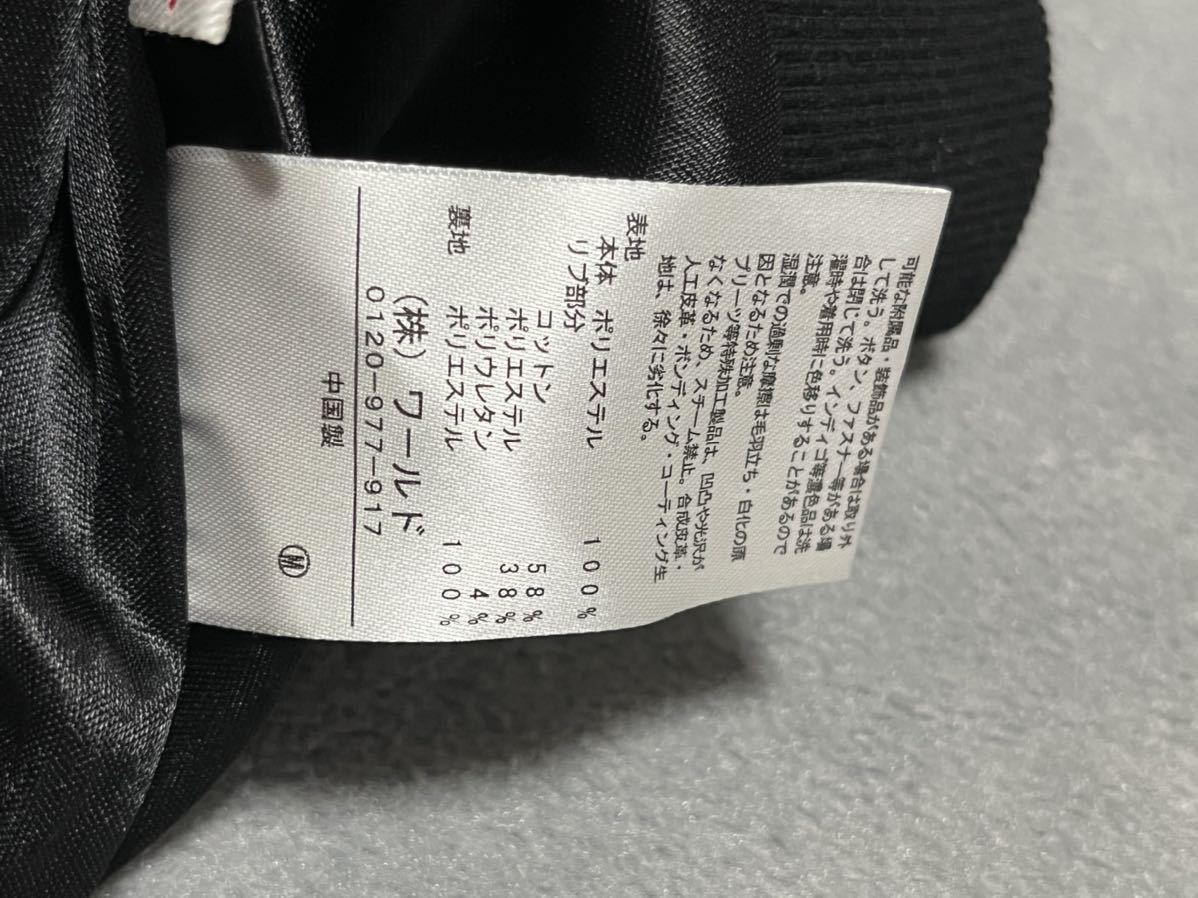 可能な附属品・装飾品がある場合は取り外
して洗う。ボタン、ファスナー等がある場
合は閉じて洗う。インディゴ等濃色品は洗
濯時や着用時に色移りすることがあるので
注意。
湿潤での過剰な摩擦は毛羽立ち・白化の原
因となるため注意。
プリーツ等特殊加工製品は、凹凸や光沢が
なくなるため、スチーム禁止。合成皮革・
人工皮革・ボンディング・コーティング生
地は、徐々に劣化する。
表地
本体 ポリエステル 100%
リブ部分
コットン 58%
ポリエステル 38%
ポリウレタン 4%
裏地 ポリエステル 100%
(株) ワールド
0120-977-917
中国製
M